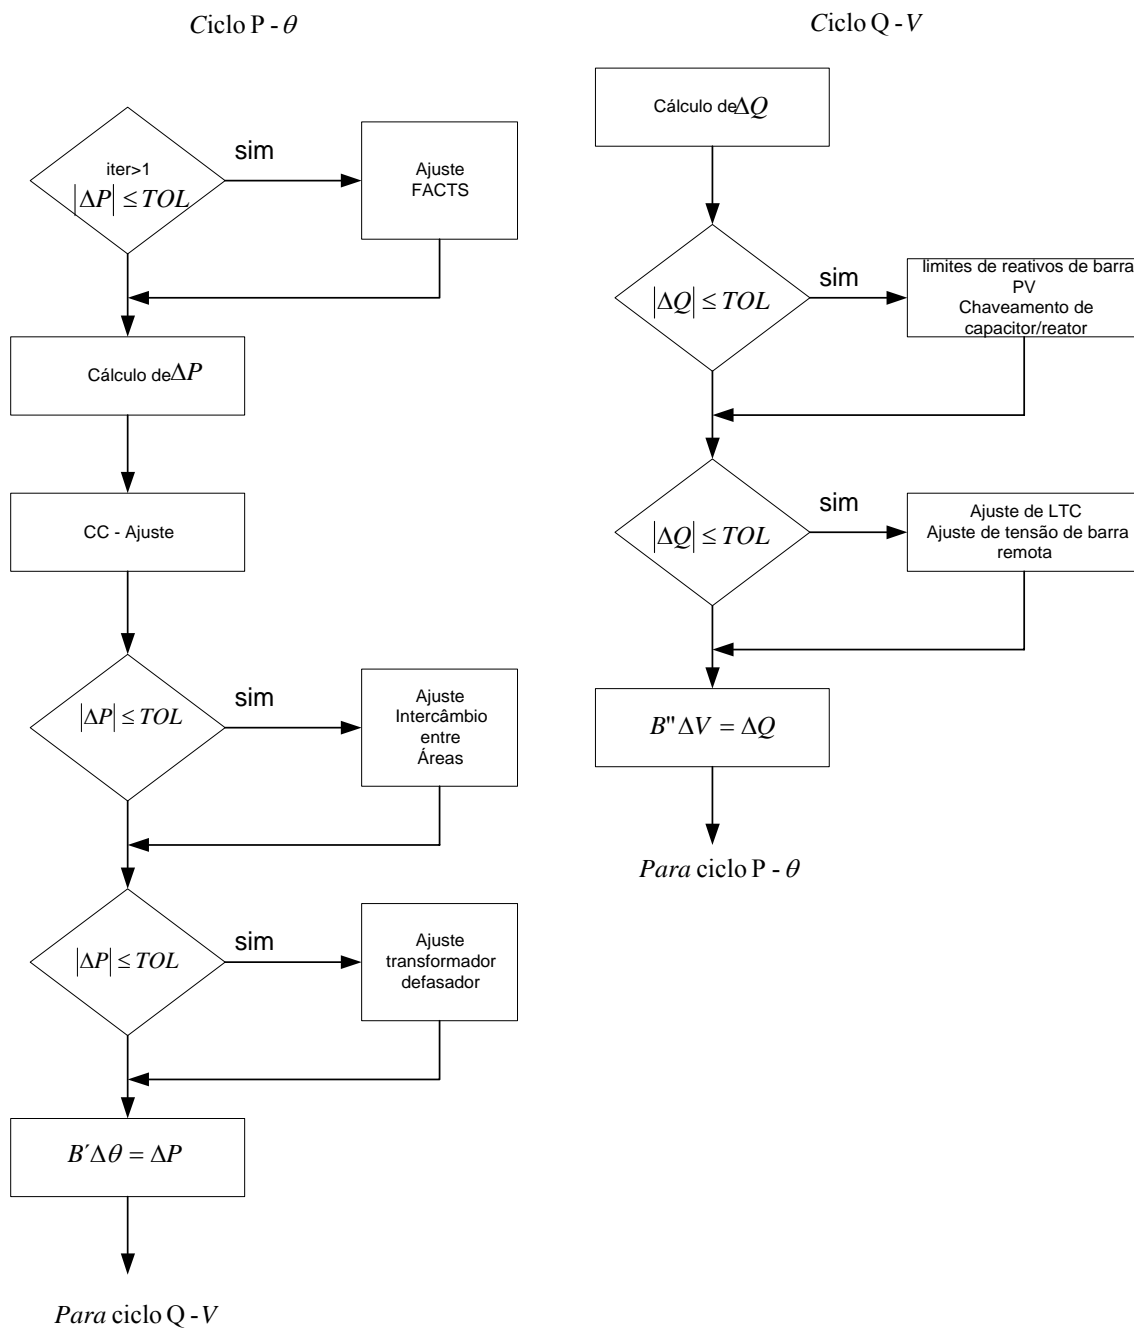 Ciclo P - θ
iter>1
|ΔP| ≤ TOL
sim
Ajuste
FACTS
Cálculo de ΔP
CC - Ajuste
|ΔP| ≤ TOL
sim
Ajuste
Intercâmbio
entre
Áreas
|ΔP| ≤ TOL
sim
Ajuste
transformador
defasador
B´Δθ = ΔP
Para ciclo Q - V
Ciclo Q - V
Cálculo de ΔQ
|ΔQ| ≤ TOL
sim
limites de reativos de barra
PV
Chaveamento de
capacitor/reator
|ΔQ| ≤ TOL
sim
Ajuste de LTC
Ajuste de tensão de barra
remota
B" ΔV = ΔQ
Para ciclo P - θ